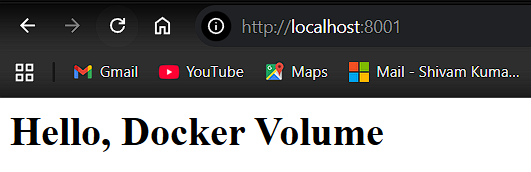 http://localhost:8001
Gmail YouTube Maps Mail - Shivam Kuma...
Hello, Docker Volume